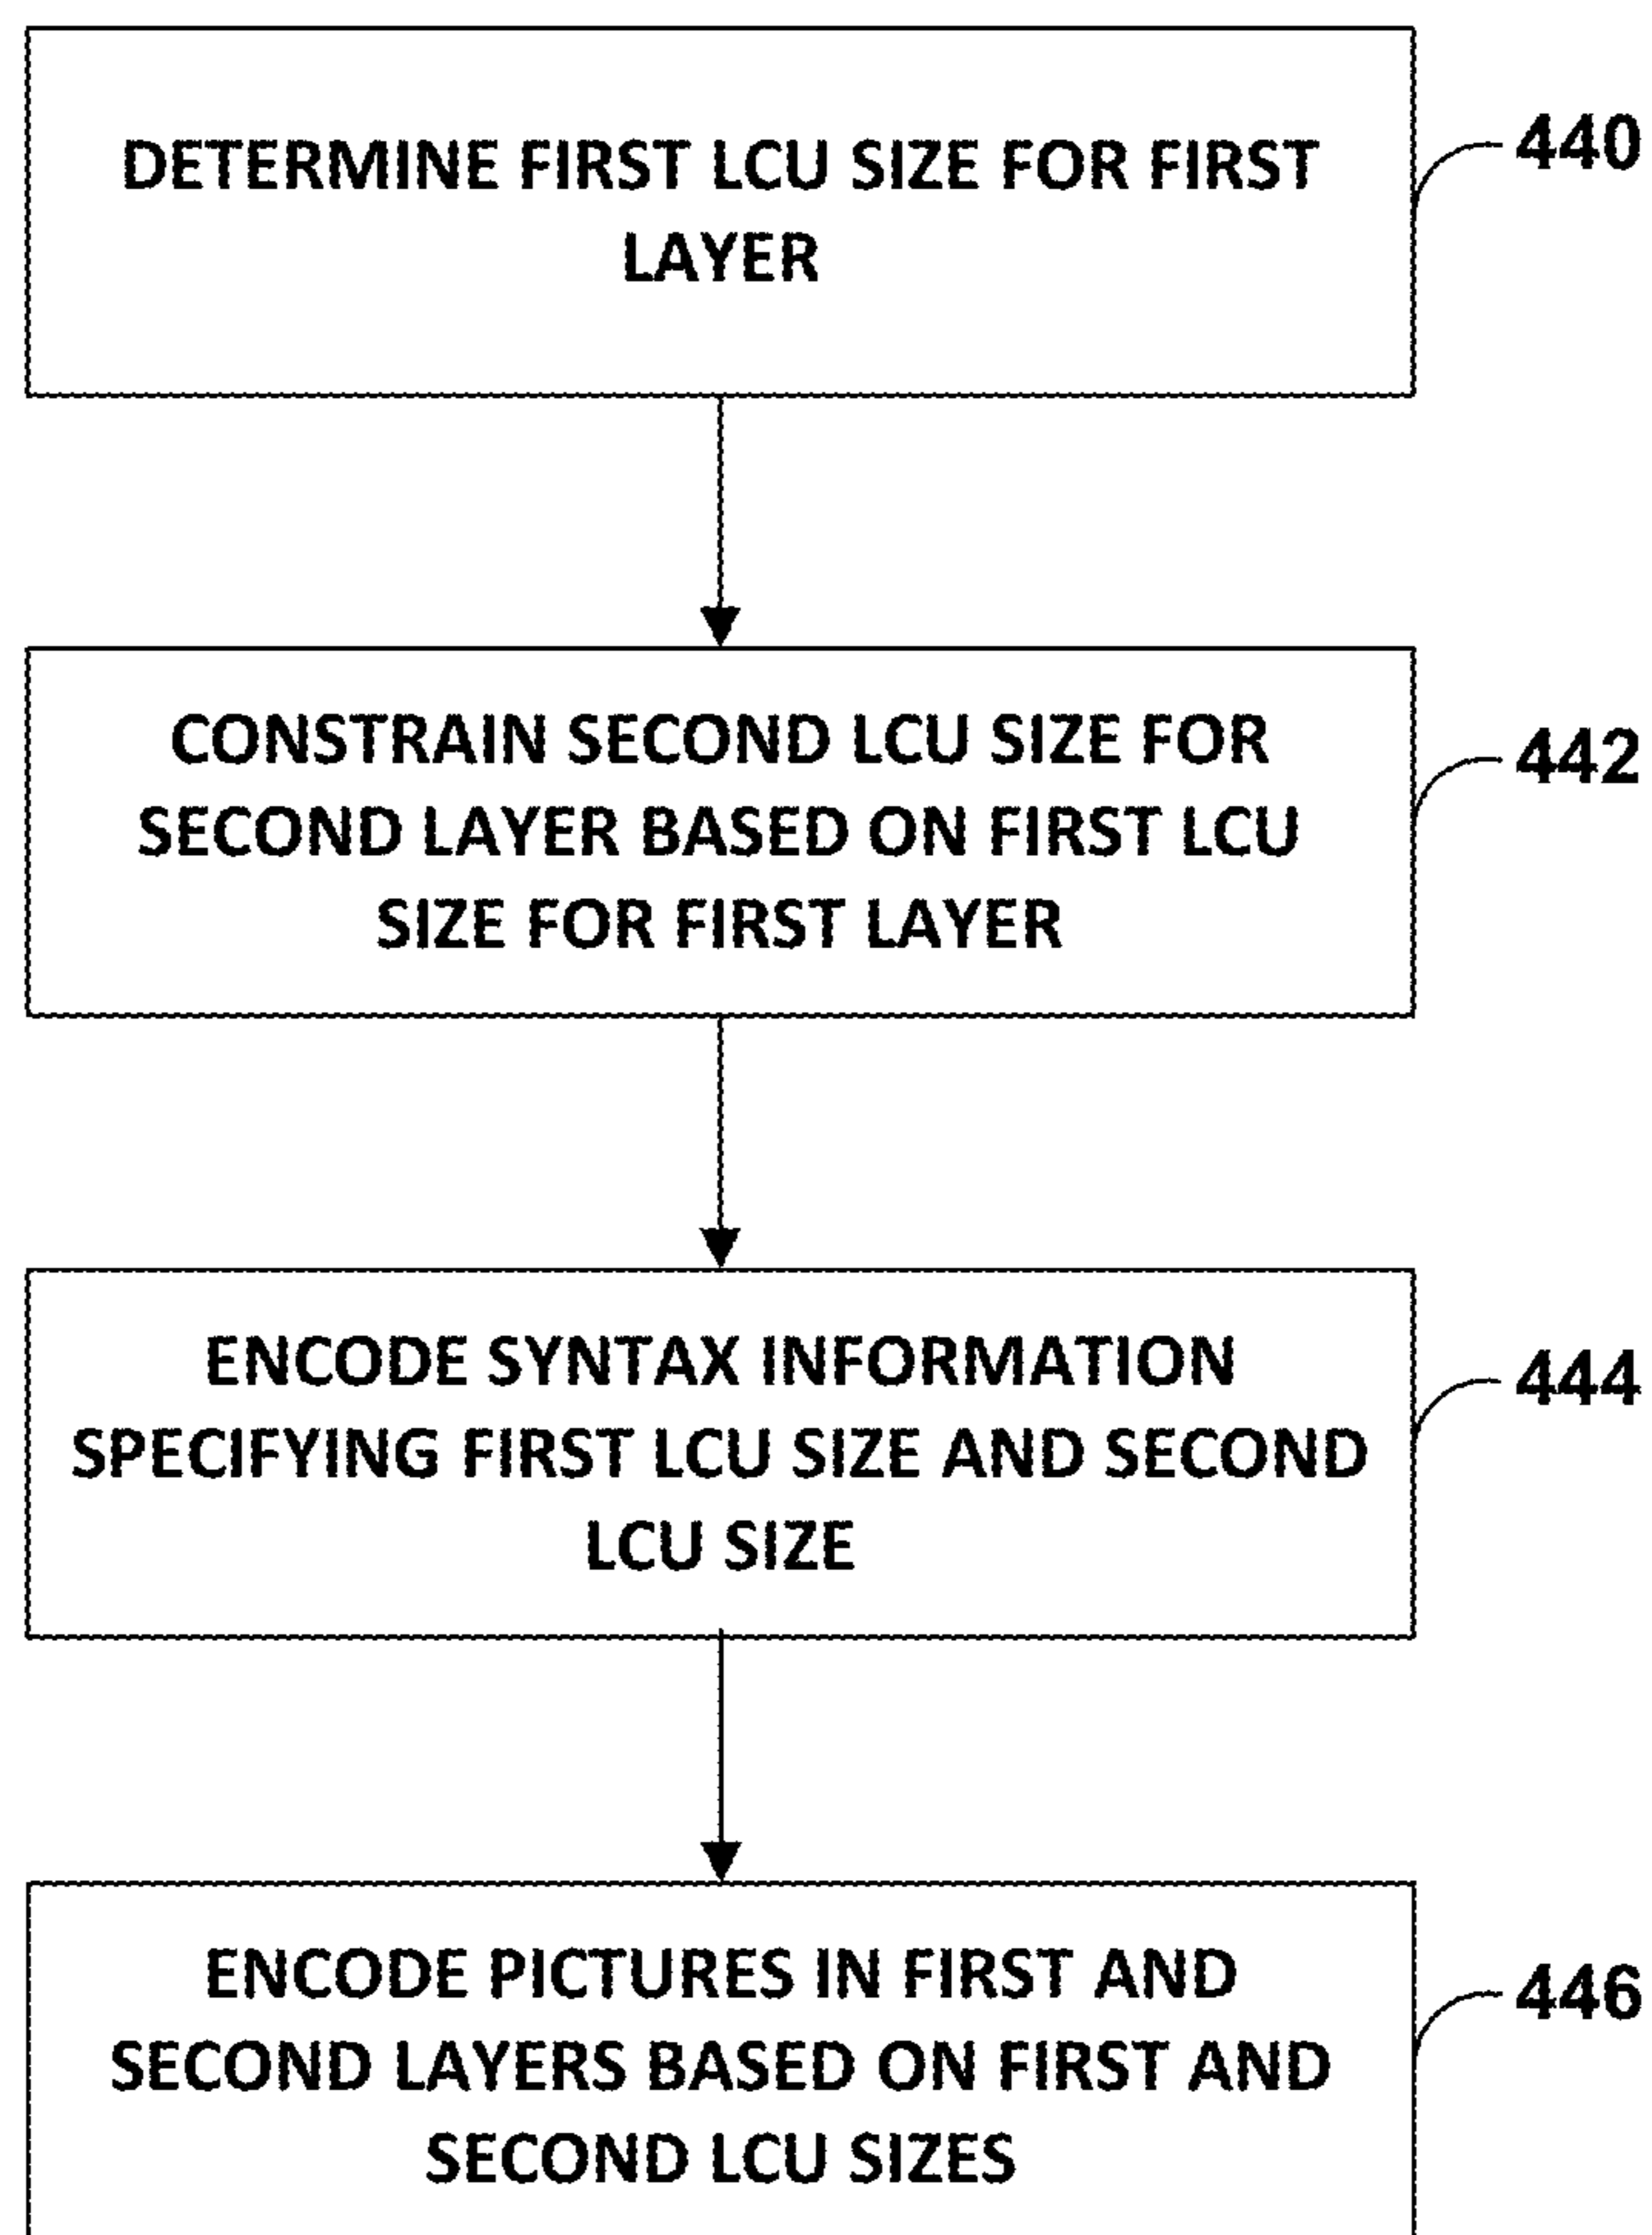 DETERMINE FIRST LCU SIZE FOR FIRST
LAYER
440
CONSTRAIN SECOND LCU SIZE FOR
SECOND LAYER BASED ON FIRST LCU
SIZE FOR FIRST LAYER
442
ENCODE SYNTAX INFORMATION
SPECIFYING FIRST LCU SIZE AND SECOND
LCU SIZE
444
ENCODE PICTURES IN FIRST AND
SECOND LAYERS BASED ON FIRST AND
SECOND LCU SIZES
446